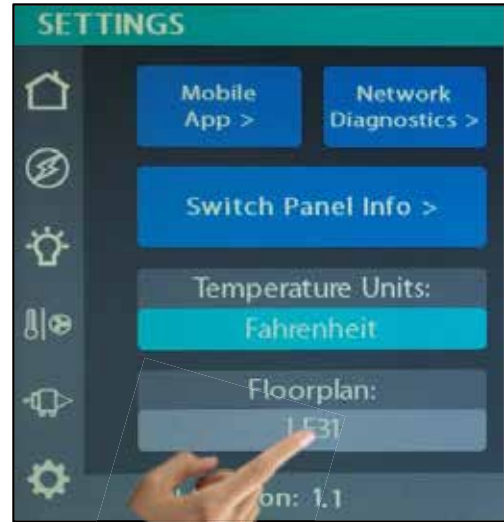 SETTINGS
Mobile
App >
Network
Diagnostics >
Switch Panel Info >
Temperature Units:
Fahrenheit
Floorplan:
on: 1.1